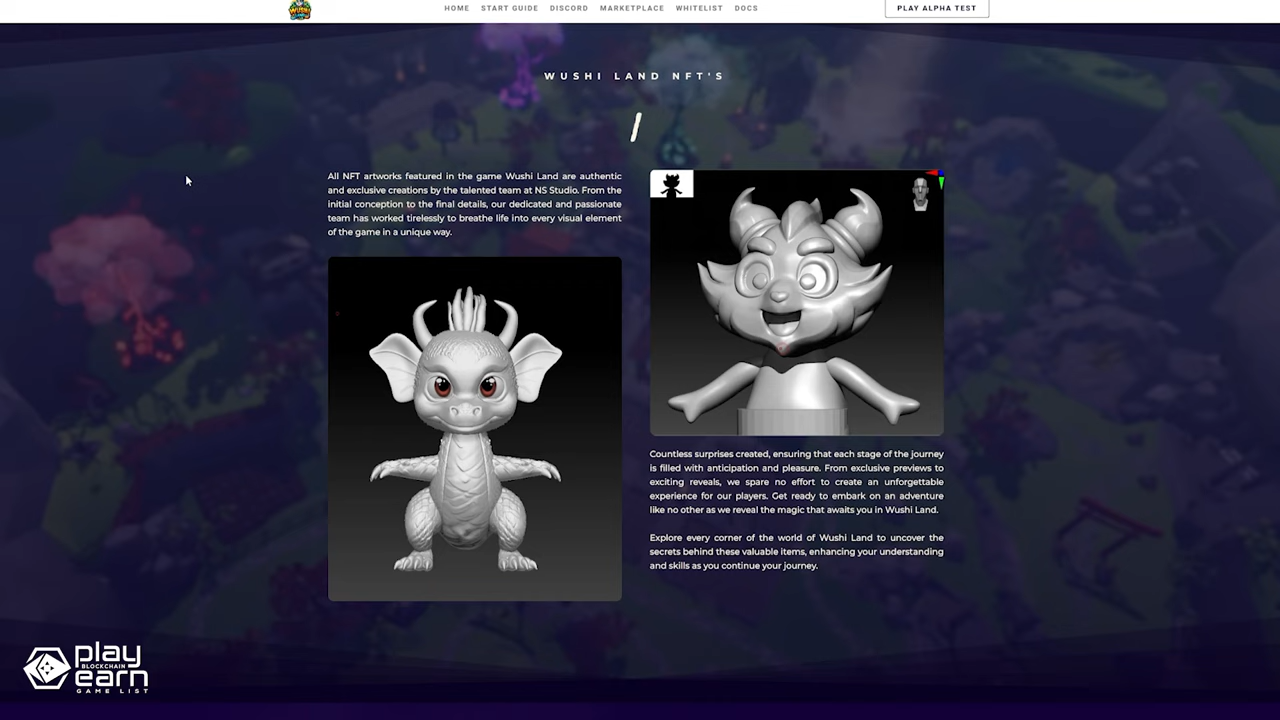 WUSHI
HOME START GUIDE DISCORD MARKETPLACE WHITELIST DOCS
PLAY ALPHA TEST
WUSHI LAND NFT'S
/
All NFT artworks featured in the game Wushi Land are authentic
and exclusive creations by the talented team at NS Studio. From the
initial conception to the final details, our dedicated and passionate
team has worked tirelessly to breathe life into every visual element
of the game in a unique way.
Countless surprises created, ensuring that each stage of the journey
is filled with anticipation and pleasure. From exclusive previews to
exciting reveals, we spare no effort to create an unforgettable
experience for our players. Get ready to embark on an adventure
like no other as we reveal the magic that awaits you in Wushi Land.
Explore every corner of the world of Wushi Land to uncover the
secrets behind these valuable items, enhancing your understanding
and skills as you continue your journey.
play
BLOCKCHAIN
earn
GAME LIST